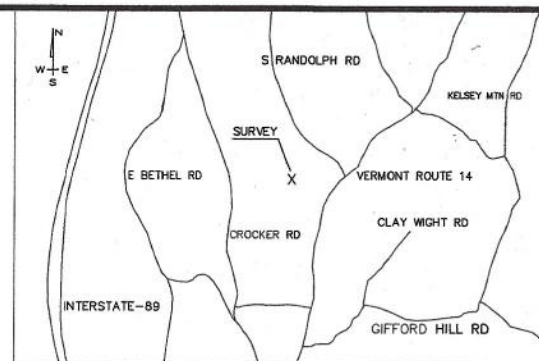 N
W E
S
S RANDOLPH RD
KELSEY MTN RD
SURVEY
X
E BETHEL RD
VERMONT ROUTE 14
CLAY WIGHT RD
CROCKER RD
INTERSTATE-89
GIFFORD HILL RD